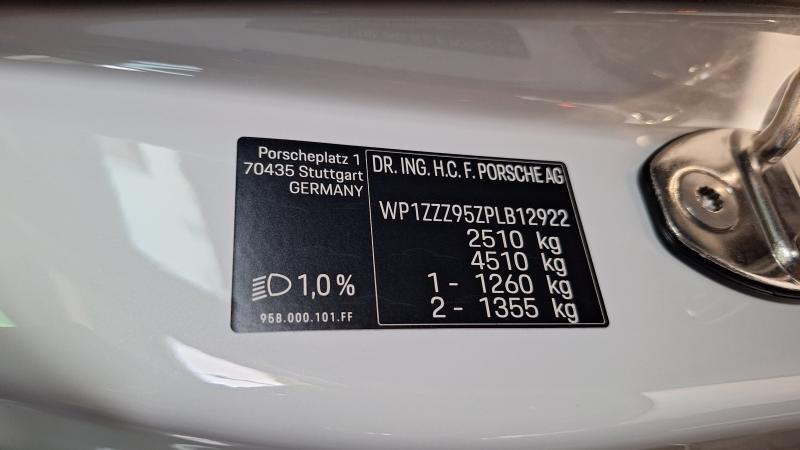 Porscheplatz 1
70435 Stuttgart
GERMANY
1,0%
958.000.101.FF
DR. ING. H.C. F. PORSCHE AG
WP1ZZZ95ZPLB12922
2510 kg
4510 kg
1 - 1260 kg
2 - 1355 kg